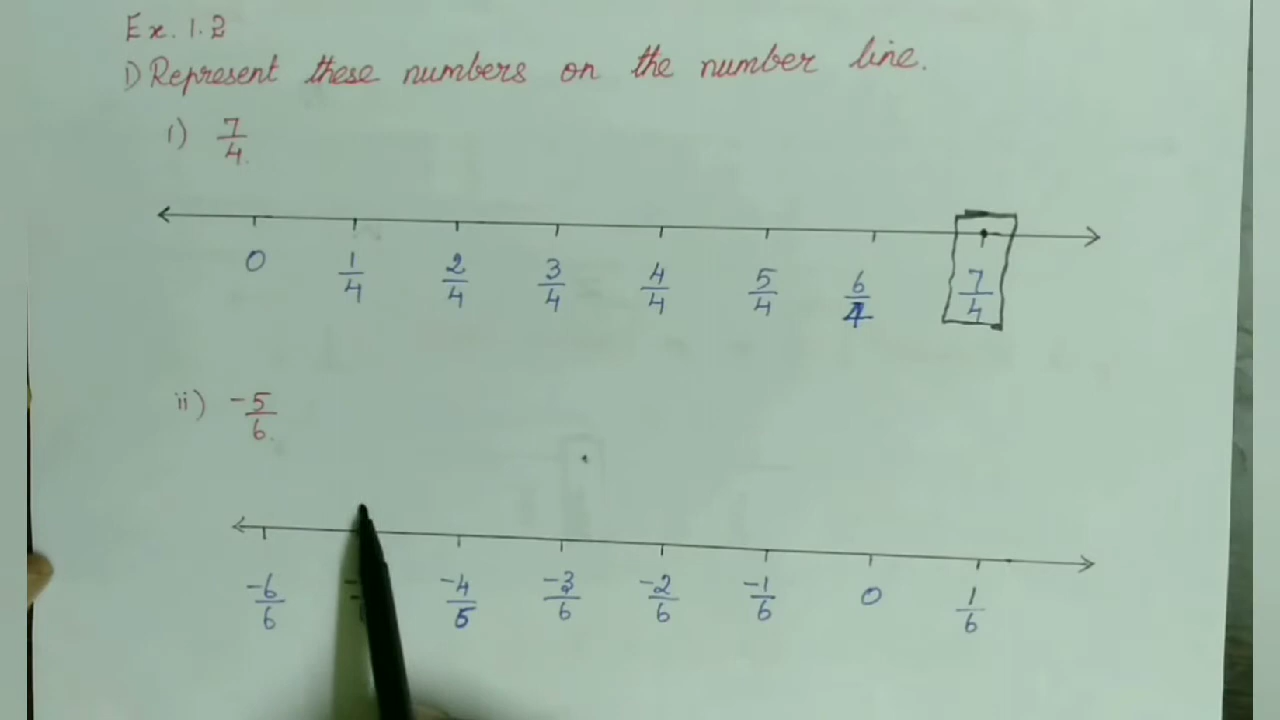 Ex. 1.2
1) Represent these numbers on the number line.
i) 7/4.
0 1/4 2/4 3/4 4/4 5/4 6/4 7/4
ii) -5/6.
-6/6 -4/5 -3/6 -2/6 -1/6 0 1/6